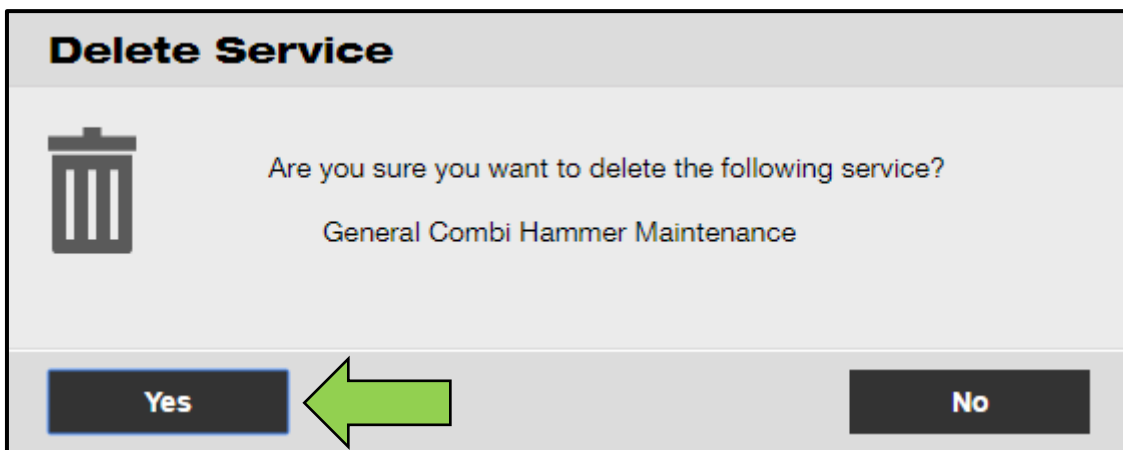 Delete Service
Are you sure you want to delete the following service?
General Combi Hammer Maintenance
Yes
No